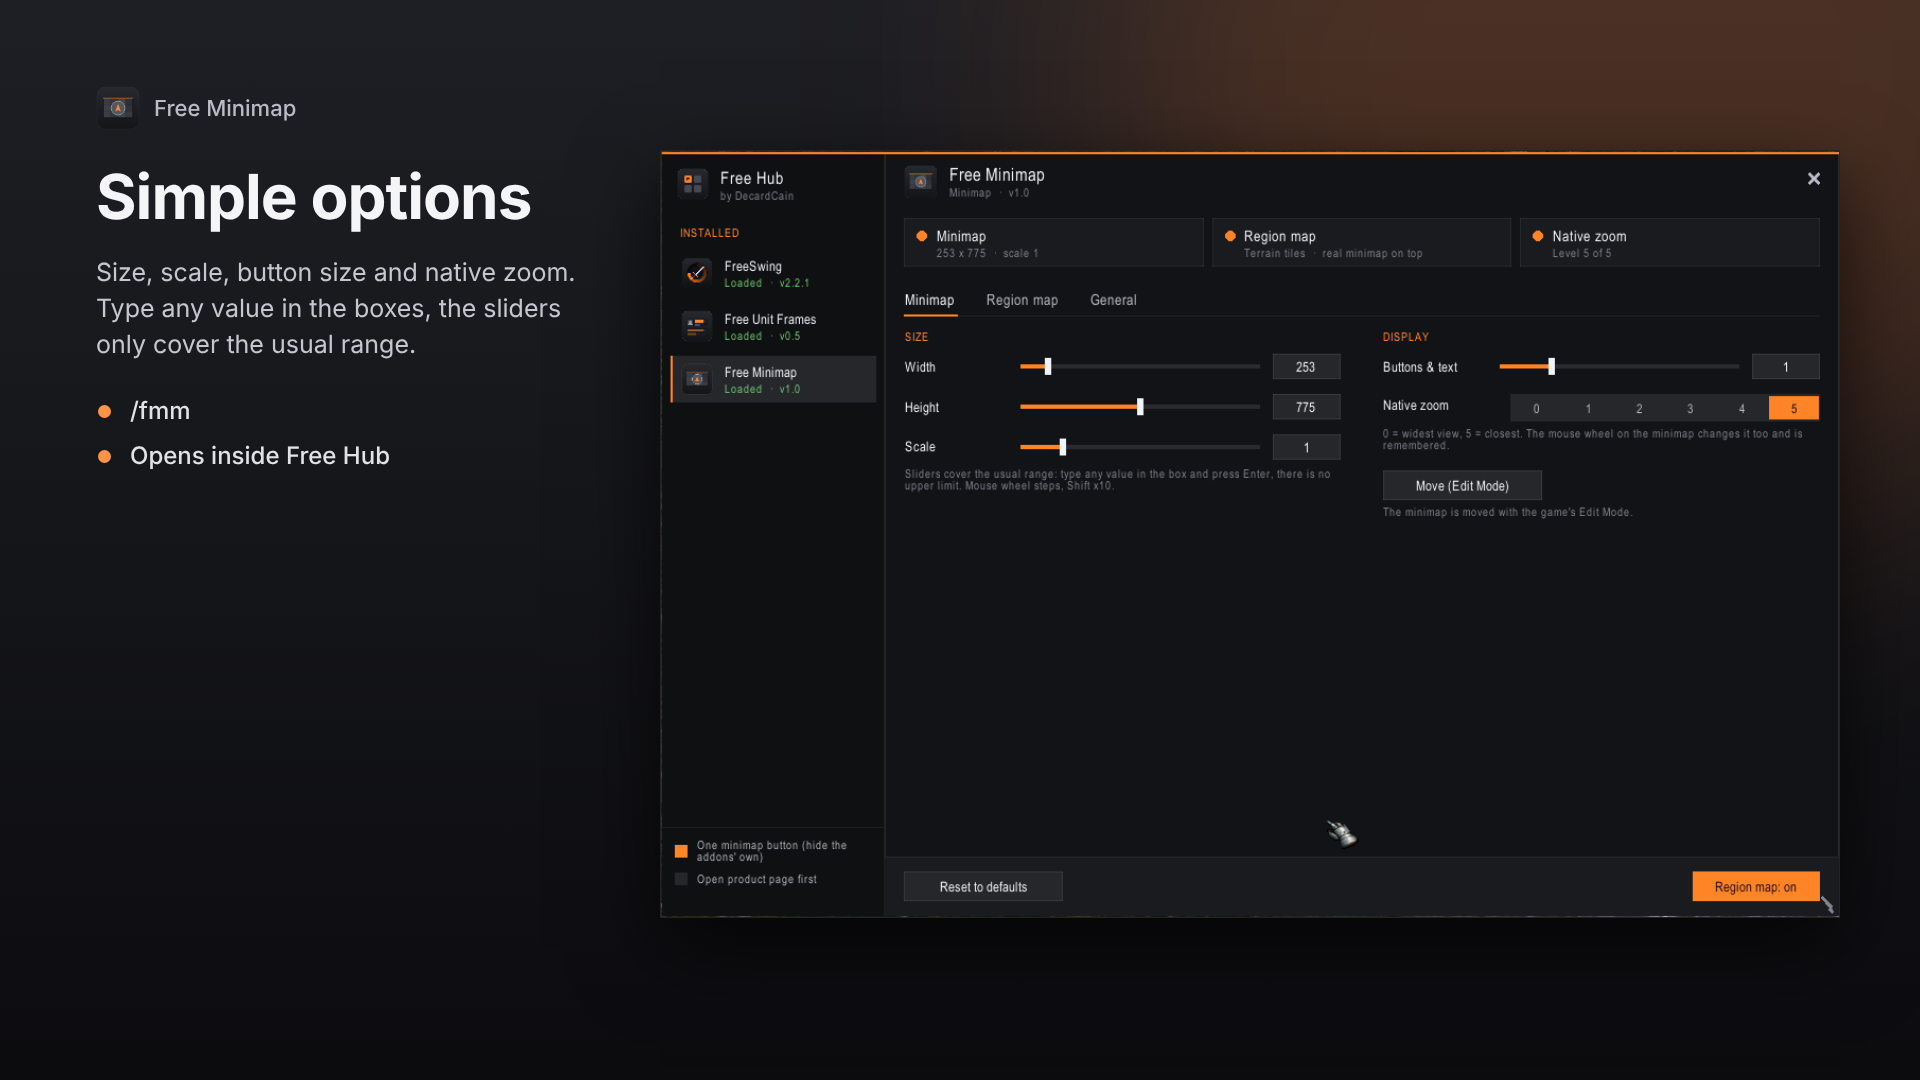 Free Minimap
Simple options
Size, scale, button size and native zoom.
Type any value in the boxes, the sliders
only cover the usual range.
/fmm
Opens inside Free Hub
Free Hub
by DecardCain
INSTALLED
FreeSwing
Loaded · v2.2.1
Free Unit Frames
Loaded · v0.5
Free Minimap
Loaded · v1.0
One minimap button (hide the
addons' own)
Open product page first
Free Minimap
Minimap · v1.0
Minimap
253 x 775 · scale 1
Region map
Terrain tiles · real minimap on top
Native zoom
Level 5 of 5
Minimap Region map General
SIZE
Width 253
Height 775
Scale 1
Sliders cover the usual range: type any value in the box and press Enter, there is no
upper limit. Mouse wheel steps, Shift x10.
DISPLAY
Buttons & text 1
Native zoom 0 1 2 3 4 5
0 = widest view, 5 = closest. The mouse wheel on the minimap changes it too and is
remembered.
Move (Edit Mode)
The minimap is moved with the game's Edit Mode.
Reset to defaults
Region map: on